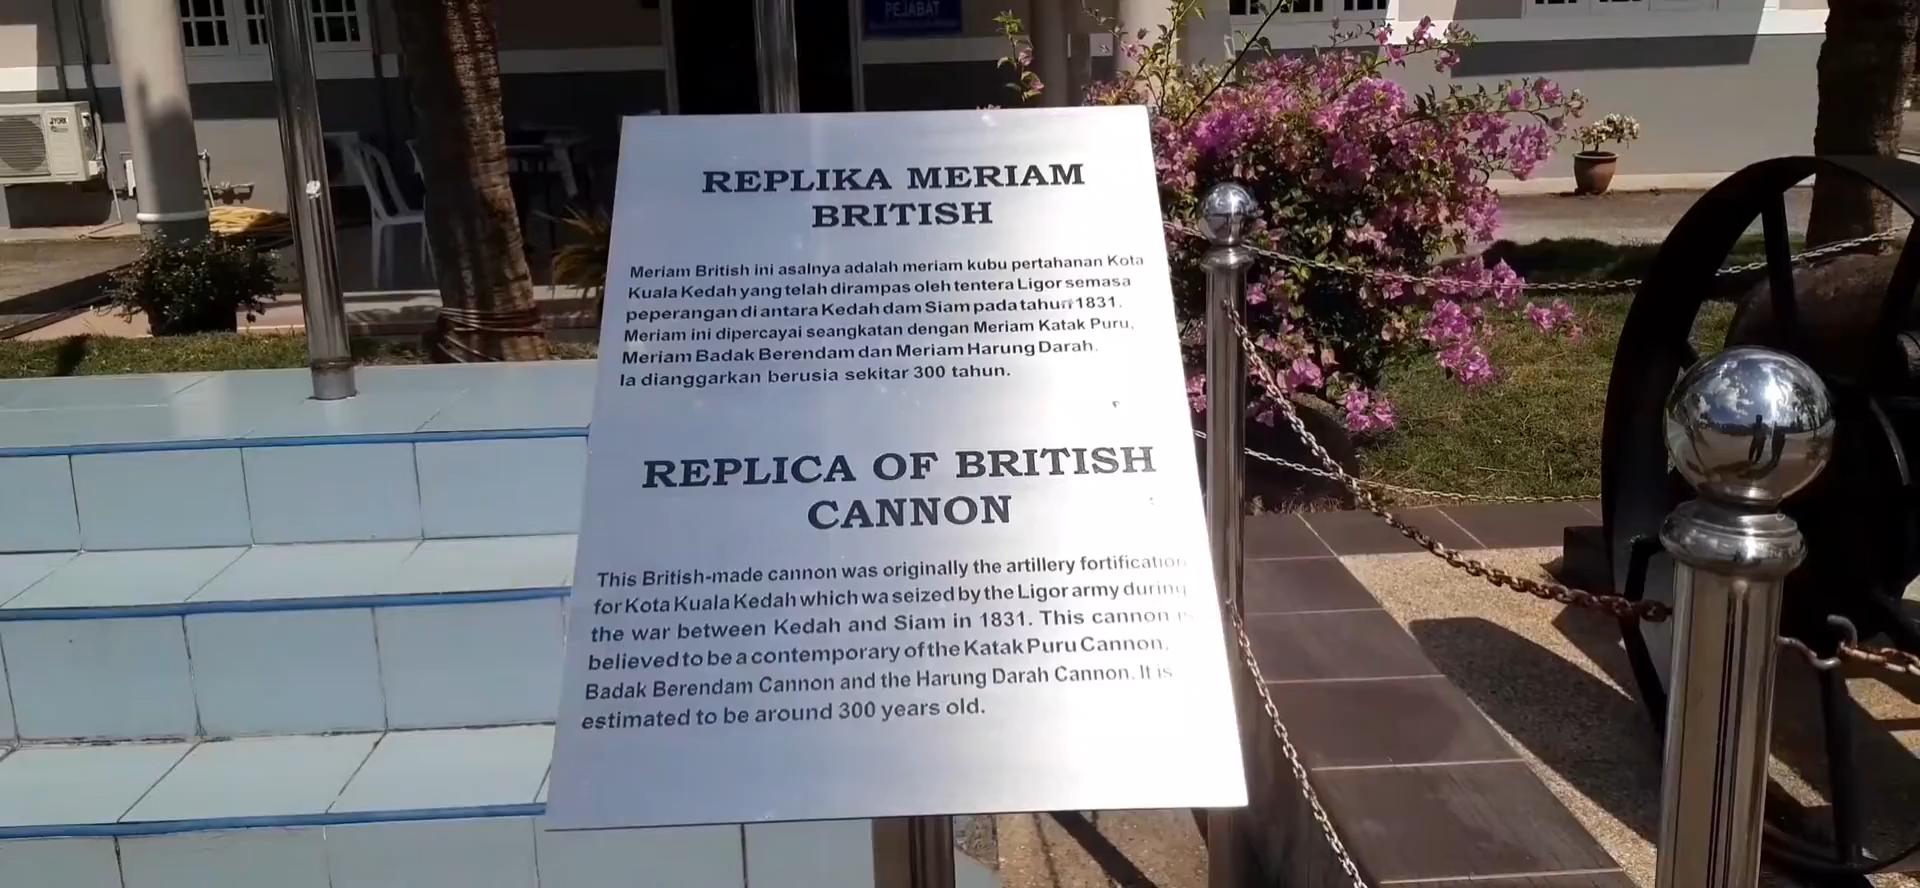 PEJABAT
YORK
REPLIKA MERIAM
BRITISH
Meriam British ini asalnya adalah meriam kubu pertahanan Kota
Kuala Kedah yang telah dirampas oleh tentera Ligor semasa
peperangan di antara Kedah dam Siam pada tahun 1831.
Meriam ini dipercayai seangkatan dengan Meriam Katak Puru,
Meriam Badak Berendam dan Meriam Harung Darah.
Ia dianggarkan berusia sekitar 300 tahun.
REPLICA OF BRITISH
CANNON
This British-made cannon was originally the artillery fortification
for Kota Kuala Kedah which was seized by the Ligor army during
the war between Kedah and Siam in 1831. This cannon is
believed to be a contemporary of the Katak Puru Cannon,
Badak Berendam Cannon and the Harung Darah Cannon. It is
estimated to be around 300 years old.